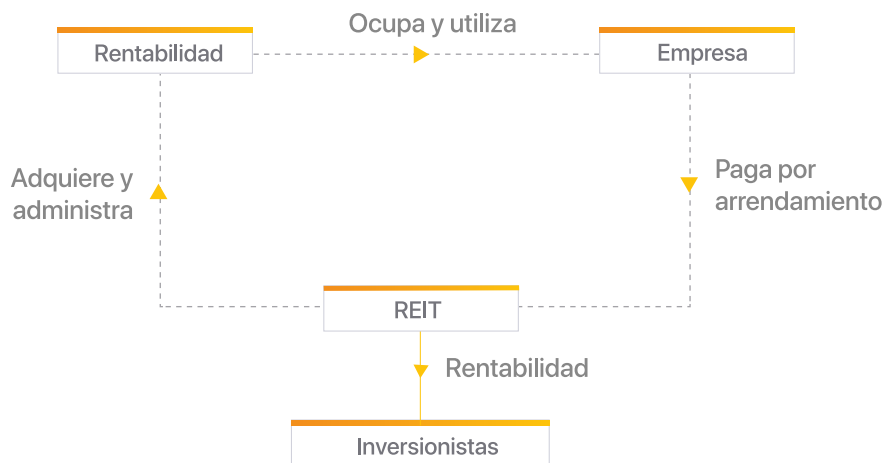 Ocupa y utiliza
Rentabilidad
Empresa
Adquiere y
administra
Paga por
arrendamiento
REIT
Rentabilidad
Inversionistas